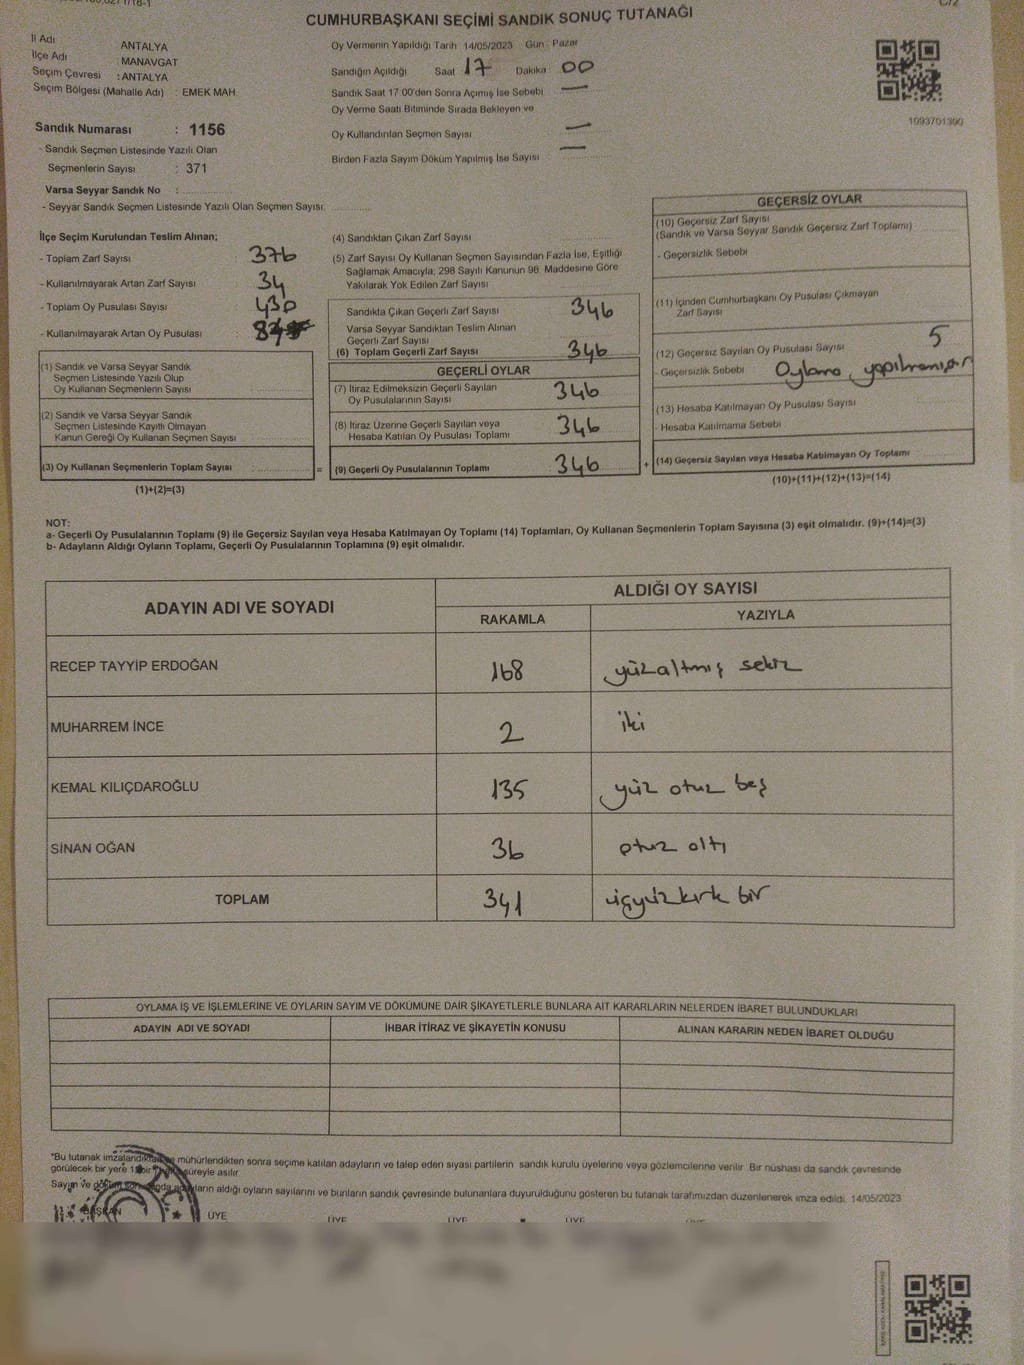 CUMHURBAŞKANI SEÇİMİ SANDIK SONUÇ TUTANAĞI
C/2
İl Adı
ANTALYA
İlçe Adı : MANAVGAT
Seçim Çevresi : ANTALYA
Seçim Bölgesi (Mahalle Adı) : EMEK MAH
Sandık Numarası : 1156
- Sandık Seçmen Listesinde Yazılı Olan
Seçmenlerin Sayısı : 371
Varsa Seyyar Sandık No :
- Seyyar Sandık Seçmen Listesinde Yazılı Olan Seçmen Sayısı:
Oy Vermenin Yapıldığı Tarih 14/05/2023 Gün : Pazar
Sandığın Açıldığı Saat 17 Dakika 00
Sandık Saat 17:00'den Sonra Açımış İse Sebebi —
Oy Verme Saati Bitiminde Sırada Bekleyen ve
Oy Kullandırılan Seçmen Sayısı —
Birden Fazla Sayım Döküm Yapılmış İse Sayısı —
1093701390
İlçe Seçim Kurulundan Teslim Alınan;
- Toplam Zarf Sayısı 376
- Kullanılmayarak Artan Zarf Sayısı 34
- Toplam Oy Pusulası Sayısı 430
- Kullanılmayarak Artan Oy Pusulası
(1) Sandık ve Varsa Seyyar Sandık
Seçmen Listesinde Yazılı Olup
Oy Kullanan Seçmenlerin Sayısı
(2) Sandık ve Varsa Seyyar Sandık
Seçmen Listesinde Kayıtlı Olmayan
Kanun Gereği Oy Kullanan Seçmen Sayısı
(3) Oy Kullanan Seçmenlerin Toplam Sayısı : =
(1)+(2)=(3)
(4) Sandıktan Çıkan Zarf Sayısı
(5) Zarf Sayısı Oy Kullanan Seçmen Sayısından Fazla İse, Eşitliği
Sağlamak Amacıyla; 298 Sayılı Kanunun 98. Maddesine Göre
Yakılarak Yok Edilen Zarf Sayısı
Sandıkta Çıkan Geçerli Zarf Sayısı 346
Varsa Seyyar Sandıktan Teslim Alınan
Geçerli Zarf Sayısı
(6) Toplam Geçerli Zarf Sayısı 346
GEÇERLİ OYLAR
(7) İtiraz Edilmeksizin Geçerli Sayılan
Oy Pusulalarının Sayısı 346
(8) İtiraz Üzerine Geçerli Sayılan veya
Hesaba Katılan Oy Pusulası Toplamı 346
(9) Geçerli Oy Pusulalarının Toplamı : 346 +
GEÇERSİZ OYLAR
(10) Geçersiz Zarf Sayısı
(Sandık ve Varsa Seyyar Sandık Geçersiz Zarf Toplamı)
- Geçersizlik Sebebi
(11) İçinden Cumhurbaşkanı Oy Pusulası Çıkmayan
Zarf Sayısı
(12) Geçersiz Sayılan Oy Pusulası Sayısı 5
- Geçersizlik Sebebi Oylama yapılmamıştır
(13) Hesaba Katılmayan Oy Pusulası Sayısı
- Hesaba Katılmama Sebebi
(14) Geçersiz Sayılan veya Hesaba Katılmayan Oy Toplamı
(10)+(11)+(12)+(13)=(14)
NOT:
a- Geçerli Oy Pusulalarının Toplamı (9) ile Geçersiz Sayılan veya Hesaba Katılmayan Oy Toplamı (14) Toplamları, Oy Kullanan Seçmenlerin Toplam Sayısına (3) eşit olmalıdır. (9)+(14)=(3)
b- Adayların Aldığı Oyların Toplamı, Geçerli Oy Pusulalarının Toplamına (9) eşit olmalıdır.
ADAYIN ADI VE SOYADI ALDIĞI OY SAYISI
RAKAMLA YAZIYLA
RECEP TAYYİP ERDOĞAN 168 yüzaltmış sekiz
MUHARREM İNCE 2 iki
KEMAL KILIÇDAROĞLU 135 yüz otuz beş
SİNAN OĞAN 36 otuz altı
TOPLAM 341 üçyüzkırk bir
OYLAMA İŞ VE İŞLEMLERİNE VE OYLARIN SAYIM VE DÖKÜMÜNE DAİR ŞİKAYETLERLE BUNLARA AİT KARARLARIN NELERDEN İBARET BULUNDUKLARI
ADAYIN ADI VE SOYADI İHBAR İTİRAZ VE ŞİKAYETİN KONUSU ALINAN KARARIN NEDEN İBARET OLDUĞU
*Bu tutanak imzalandıktan ve mühürlendikten sonra seçime katılan adayların ve talep eden siyasi partilerin sandık kurulu üyelerine veya gözlemcilerine verilir. Bir nüshası da sandık çevresinde
görülecek bir yere 1 bir süreyle asılır.
Sayım ve döküm sonunda adayların aldığı oyların sayılarını ve bunların sandık çevresinde bulunanlara duyurulduğunu gösteren bu tutanak tarafımızdan düzenlenerek imza edildi. 14/05/2023
BAŞKAN ÜYE ÜYE ÜYE ÜYE